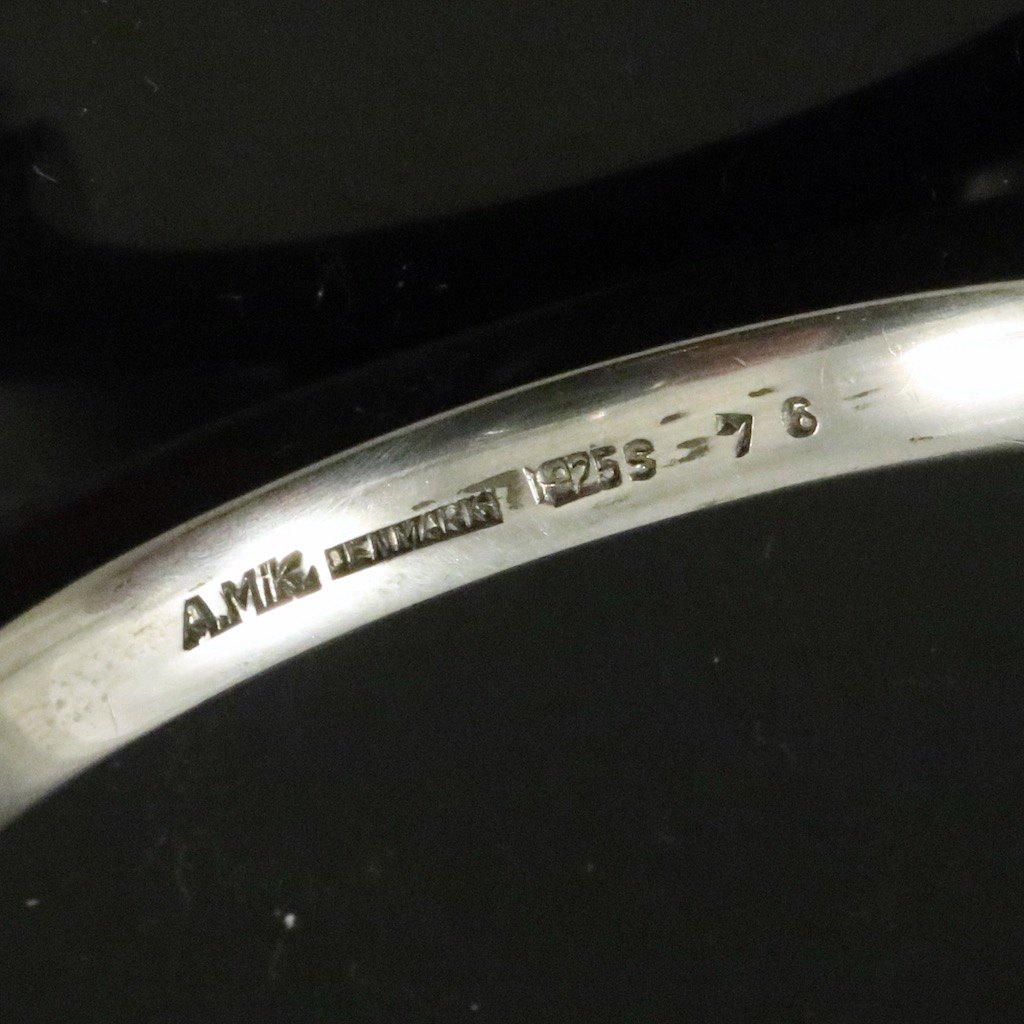 A.MiK. DENMARK 925S 7 6